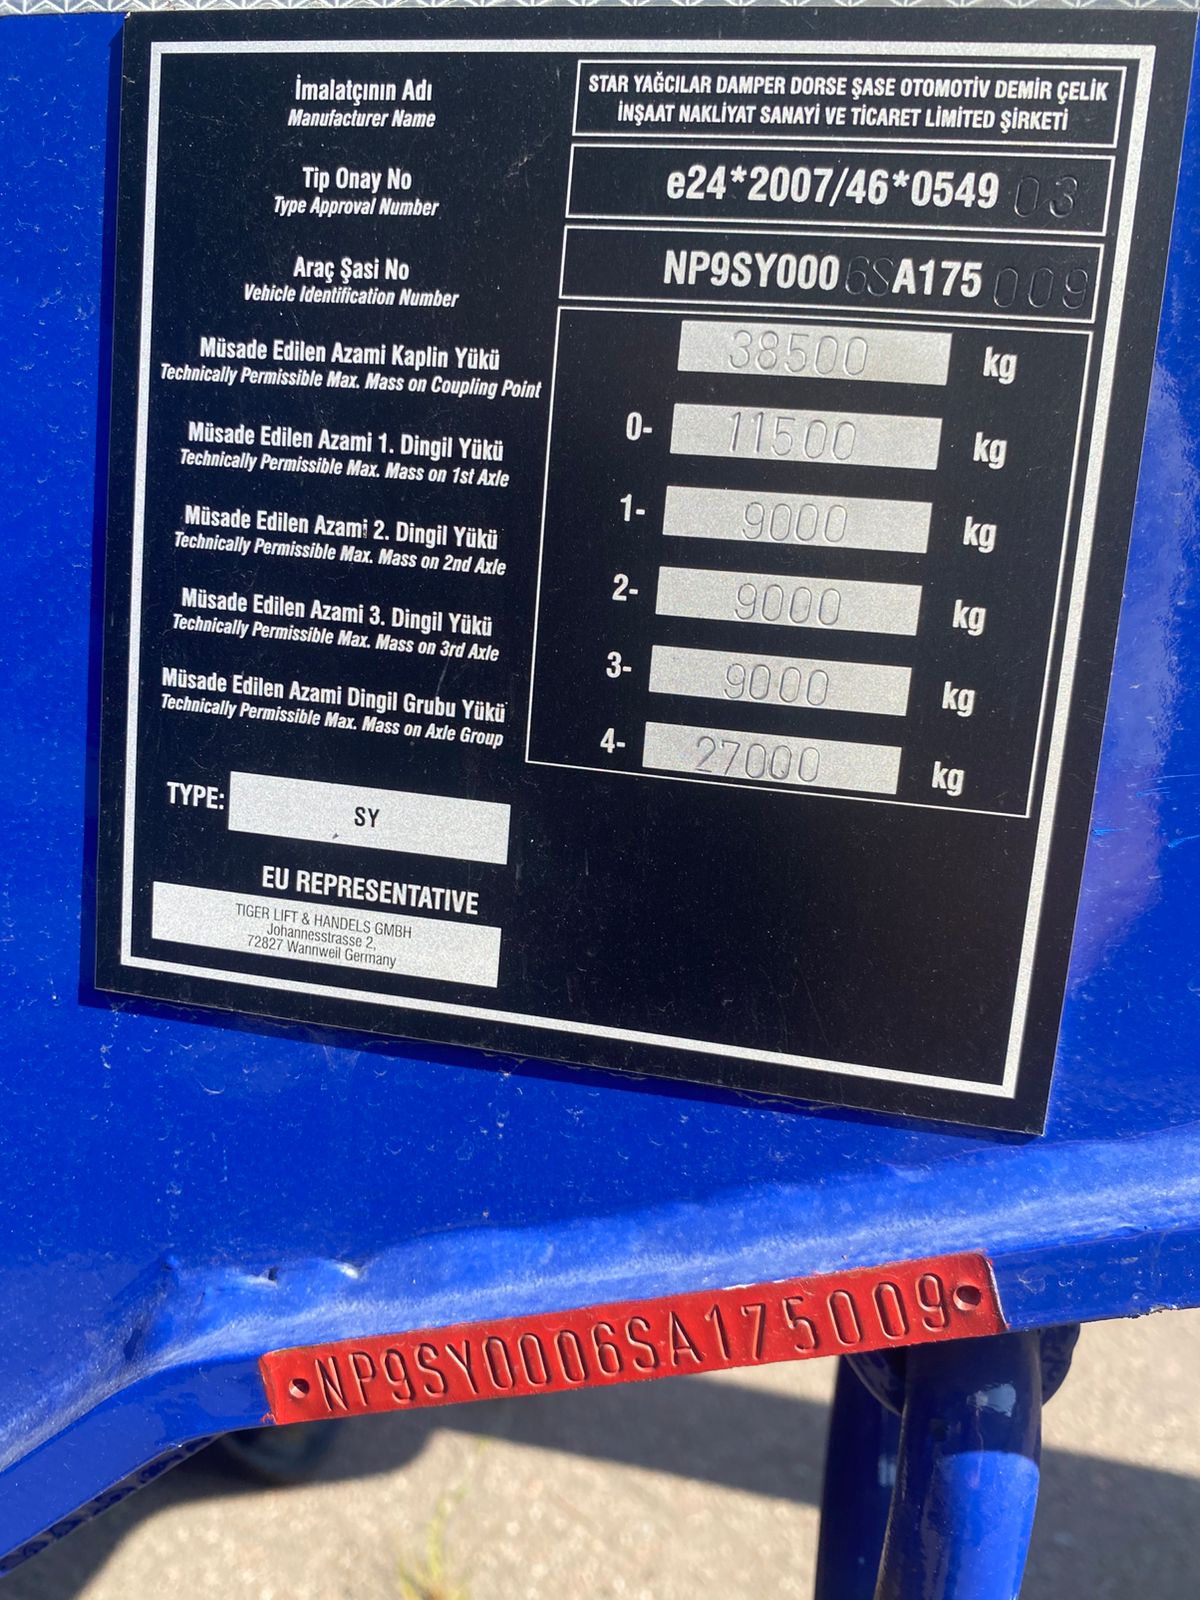 İmalatçının Adı
Manufacturer Name
STAR YAĞCILAR DAMPER DORSE ŞASE OTOMOTİV DEMİR ÇELİK
İNŞAAT NAKLİYAT SANAYİ VE TİCARET LİMİTED ŞİRKETİ
Tip Onay No
Type Approval Number
e24*2007/46*0549 03
Araç Şasi No
Vehicle Identification Number
NP9SY0006SA175009
Müsade Edilen Azami Kaplin Yükü
Technically Permissible Max. Mass on Coupling Point
38500 kg
Müsade Edilen Azami 1. Dingil Yükü
Technically Permissible Max. Mass on 1st Axle
0- 11500 kg
Müsade Edilen Azami 2. Dingil Yükü
Technically Permissible Max. Mass on 2nd Axle
1- 9000 kg
Müsade Edilen Azami 3. Dingil Yükü
Technically Permissible Max. Mass on 3rd Axle
2- 9000 kg
Müsade Edilen Azami Dingil Grubu Yükü
Technically Permissible Max. Mass on Axle Group
3- 9000 kg
4- 27000 kg
TYPE: SY
EU REPRESENTATIVE
TIGER LIFT & HANDELS GMBH
Johannesstrasse 2,
72827 Wannweil Germany
NP9SY0006SA175009